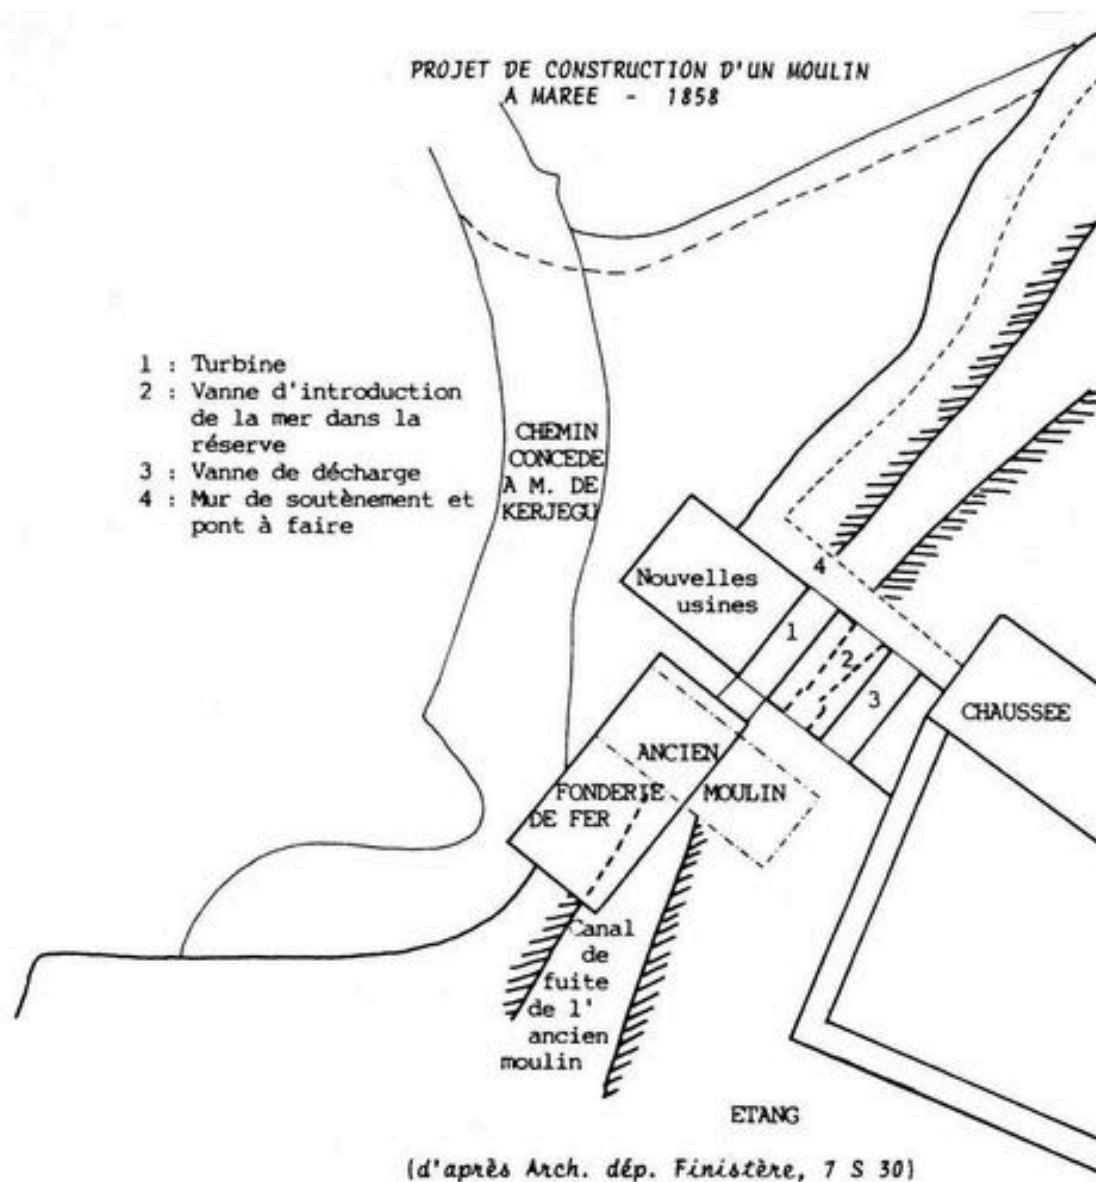 PROJET DE CONSTRUCTION D'UN MOULIN
A MAREE - 1858
1 : Turbine
2 : Vanne d'introduction
de la mer dans la
réserve
3 : Vanne de décharge
4 : Mur de soutènement et
pont à faire
CHEMIN
CONCEDE
A M. DE
KERJEGU
Nouvelles
usines
4
1
2
3
CHAUSSEE
ANCIEN
MOULIN
FONDERIE
DE FER
Canal
de
fuite
de l'
ancien
moulin
ETANG
(d'après Arch. dép. Finistère, 7 S 30)